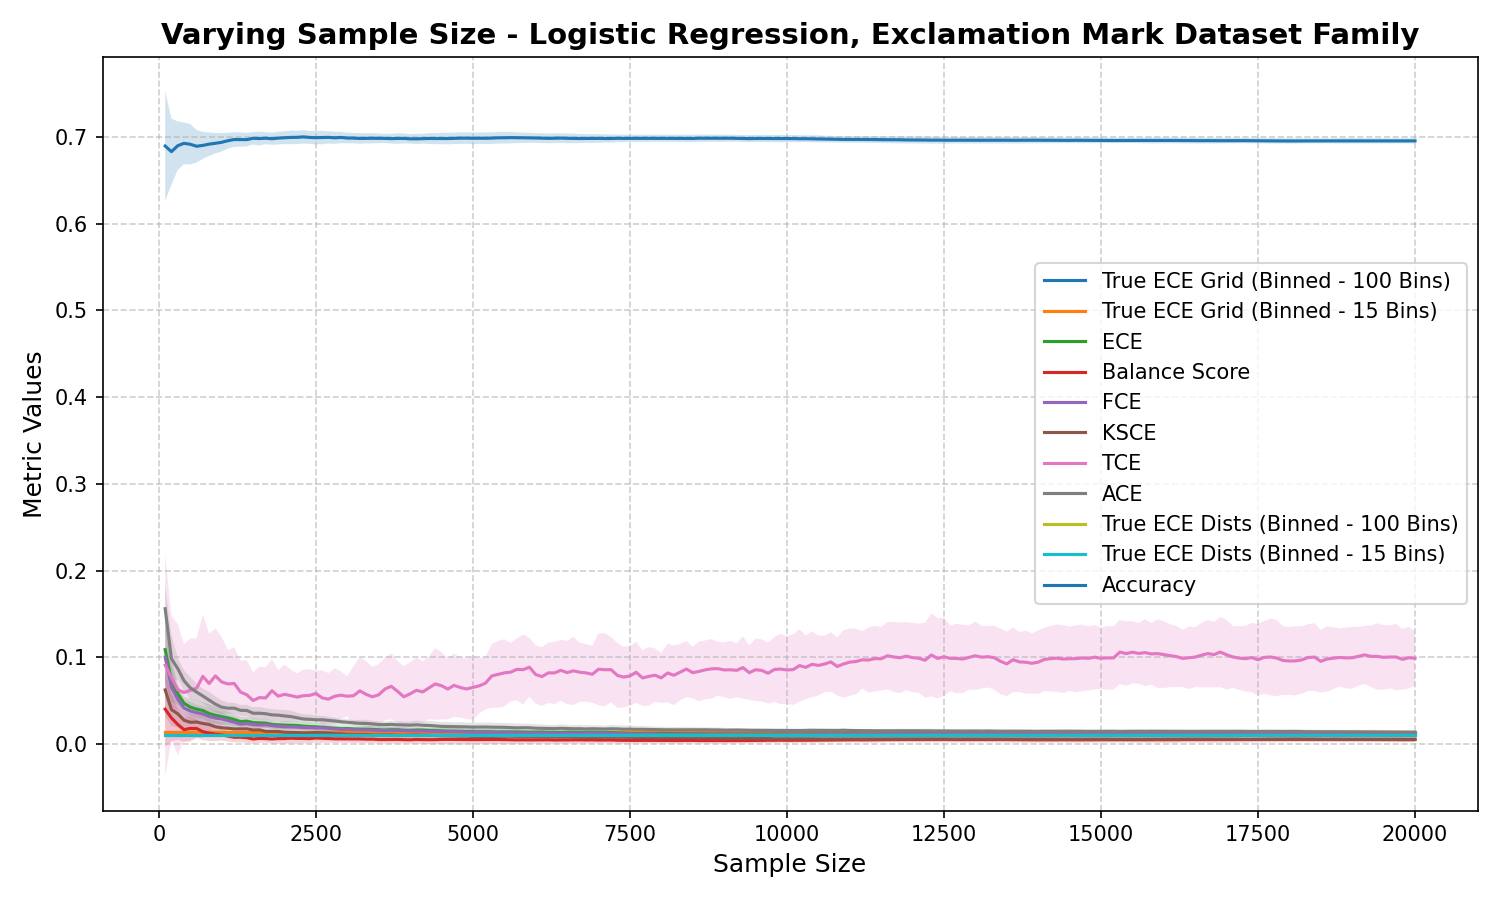 Varying Sample Size - Logistic Regression, Exclamation Mark Dataset Family
Metric Values
0.7
0.6
0.5
0.4
0.3
0.2
0.1
0.0
True ECE Grid (Binned - 100 Bins)
True ECE Grid (Binned - 15 Bins)
ECE
Balance Score
FCE
KSCE
TCE
ACE
True ECE Dists (Binned - 100 Bins)
True ECE Dists (Binned - 15 Bins)
Accuracy
0 2500 5000 7500 10000 12500 15000 17500 20000
Sample Size